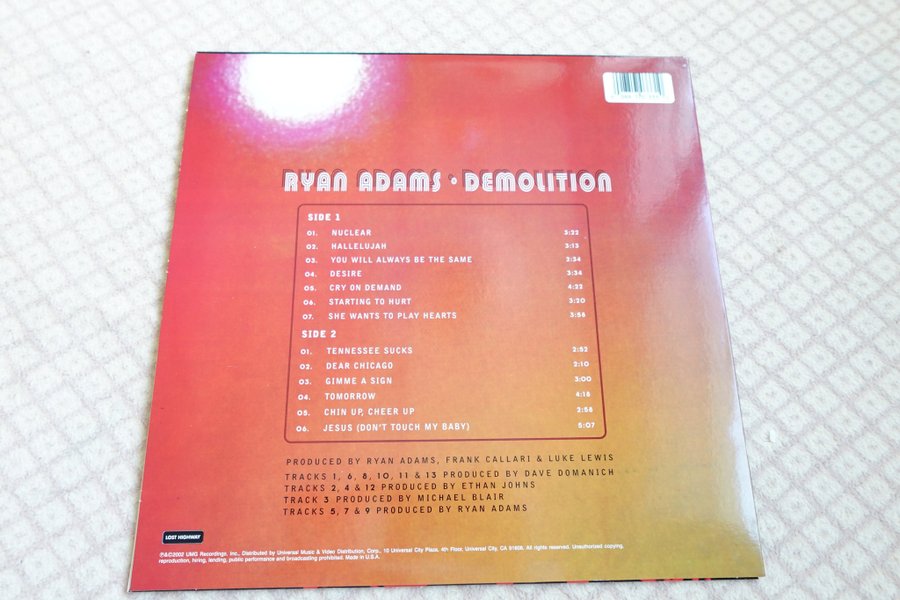 RYAN ADAMS · DEMOLITION
SIDE 1
01. NUCLEAR 3:22
02. HALLELUJAH 3:13
03. YOU WILL ALWAYS BE THE SAME 2:34
04. DESIRE 3:34
05. CRY ON DEMAND 4:22
06. STARTING TO HURT 3:20
07. SHE WANTS TO PLAY HEARTS 3:58
SIDE 2
01. TENNESSEE SUCKS 2:52
02. DEAR CHICAGO 2:10
03. GIMME A SIGN 3:00
04. TOMORROW 4:16
05. CHIN UP, CHEER UP 2:56
06. JESUS (DON'T TOUCH MY BABY) 5:07
PRODUCED BY RYAN ADAMS, FRANK CALLARI & LUKE LEWIS
TRACKS 1, 6, 8, 10, 11 & 13 PRODUCED BY DAVE DOMANICH
TRACKS 2, 4 & 12 PRODUCED BY ETHAN JOHNS
TRACK 3 PRODUCED BY MICHAEL BLAIR
TRACKS 5, 7 & 9 PRODUCED BY RYAN ADAMS
LOST HIGHWAY
℗&©2002 UMG Recordings, Inc., Distributed by Universal Music & Video Distribution, Corp., 10 Universal City Plaza, 4th Floor, Universal City, CA 91608. All rights reserved. Unauthorized copying,
reproduction, hiring, lending, public performance and broadcasting prohibited. Made in U.S.A.